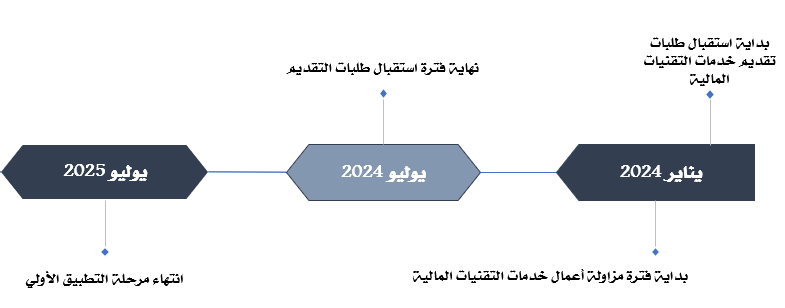 بداية استقبال طلبات
تقديم خدمات التقنيات
المالية
نهاية فترة استقبال طلبات التقديم
يناير 2024
يوليو 2024
يوليو 2025
بداية فترة مزاولة أعمال خدمات التقنيات المالية
انتهاء مرحلة التطبيق الأولي